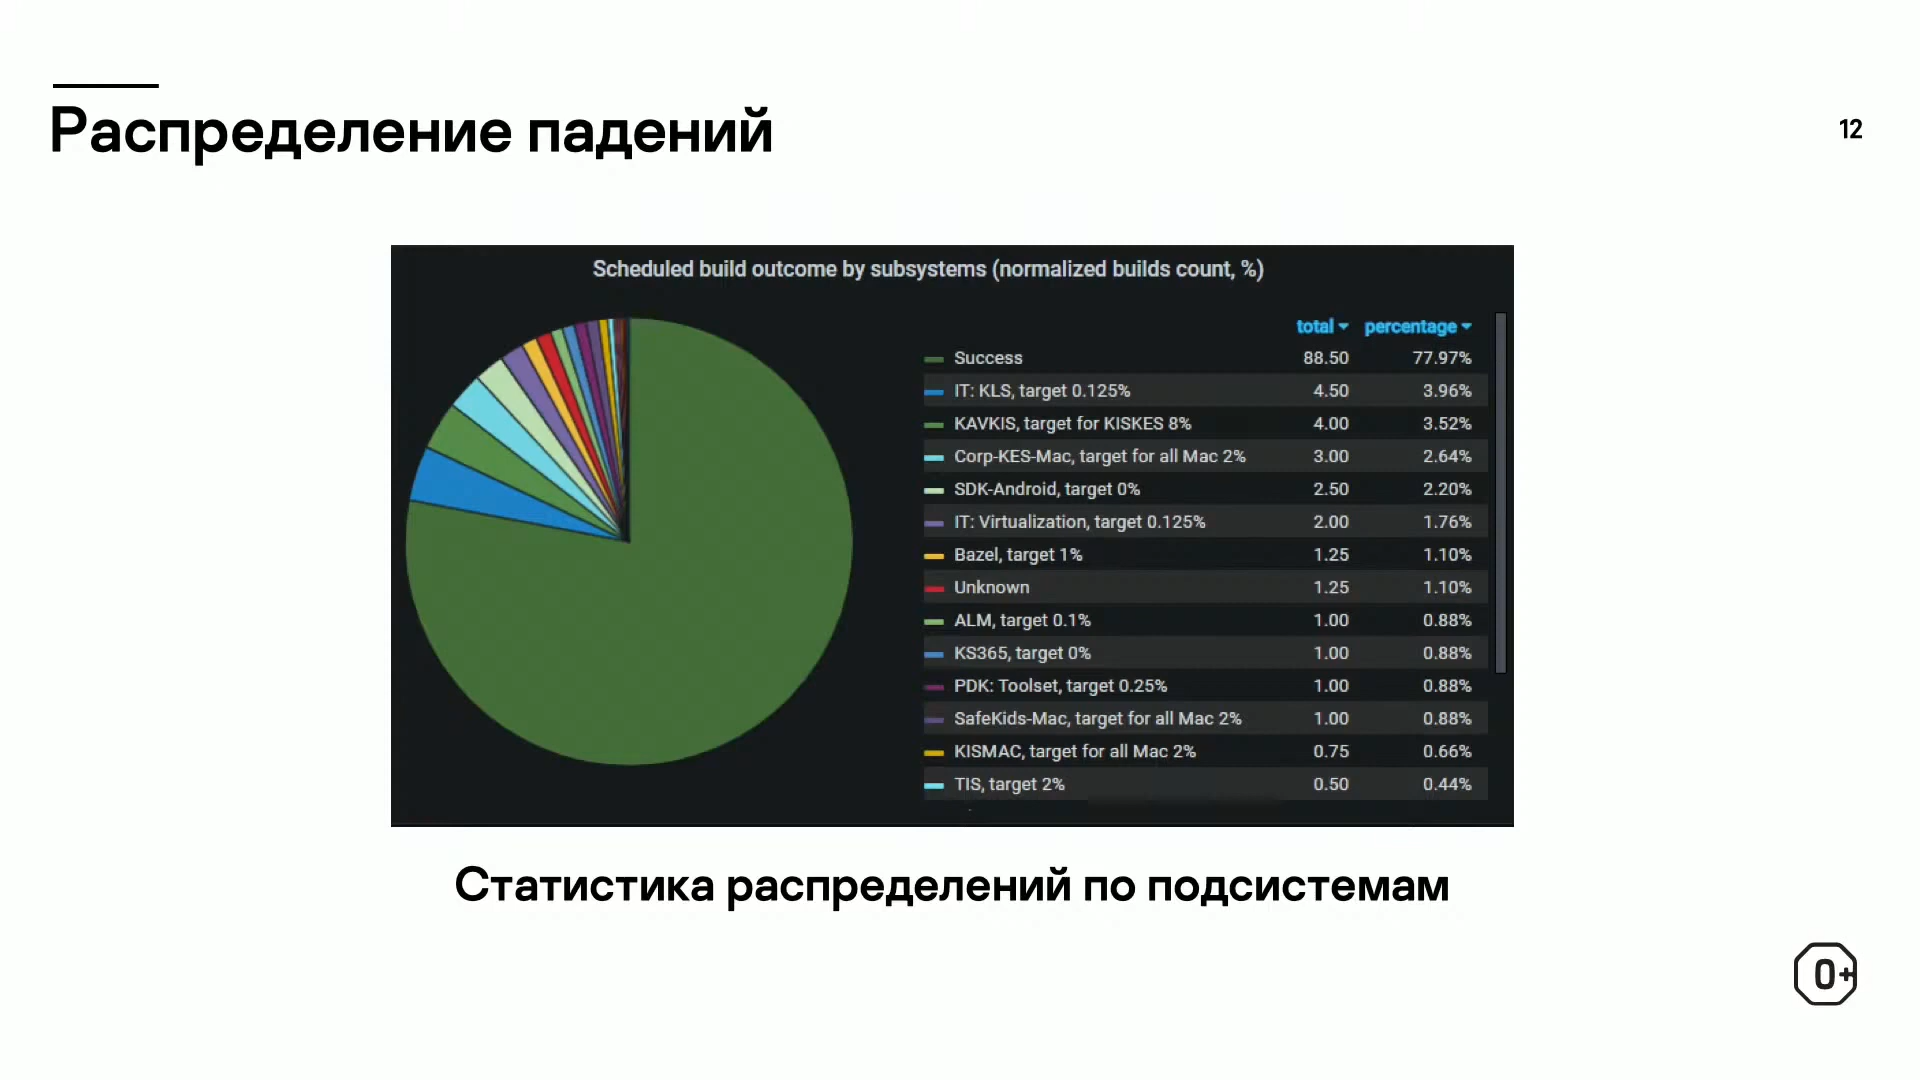 Распределение падений
12
Scheduled build outcome by subsystems (normalized builds count, %)
total percentage
Success 88.50 77.97%
IT: KLS, target 0.125% 4.50 3.96%
KAVKIS, target for KISKES 8% 4.00 3.52%
Corp-KES-Mac, target for all Mac 2% 3.00 2.64%
SDK-Android, target 0% 2.50 2.20%
IT: Virtualization, target 0.125% 2.00 1.76%
Bazel, target 1% 1.25 1.10%
Unknown 1.25 1.10%
ALM, target 0.1% 1.00 0.88%
KS365, target 0% 1.00 0.88%
PDK: Toolset, target 0.25% 1.00 0.88%
SafeKids-Mac, target for all Mac 2% 1.00 0.88%
KISMAC, target for all Mac 2% 0.75 0.66%
TIS, target 2% 0.50 0.44%
Статистика распределений по подсистемам
0+